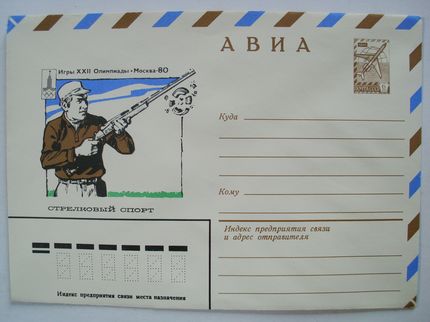 АВИА
Игры XXII Олимпиады • Москва-80
Куда
Кому
СТРЕЛКОВЫЙ СПОРТ
Индекс предприятия связи
и адрес отправителя
Индекс предприятия связи места назначения